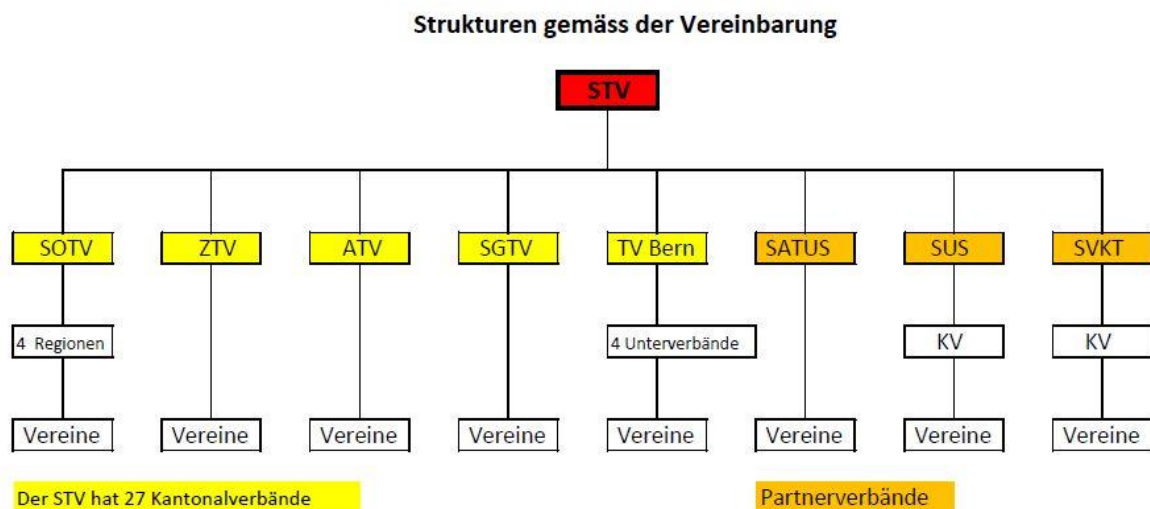 Strukturen gemäss der Vereinbarung
STV
SOTV ZTV ATV SGTV TV Bern SATUS SUS SVKT
4 Regionen 4 Unterverbände KV KV
Vereine Vereine Vereine Vereine Vereine Vereine Vereine Vereine
Der STV hat 27 Kantonalverbände Partnerverbände